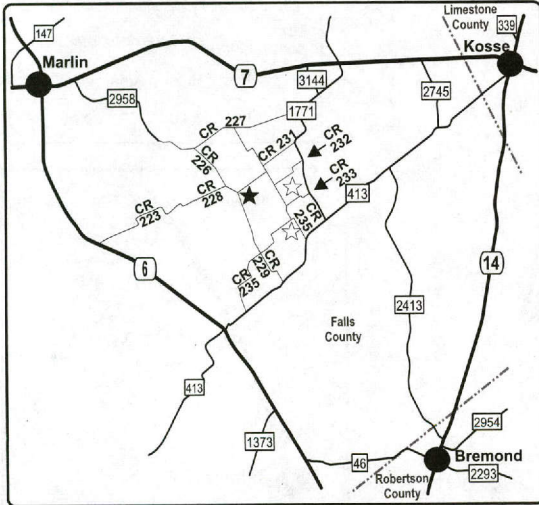 Limestone
County
147
339
Kosse
Marlin
7
3144
2958
2745
1771
CR 227
CR 231
CR
232
CR
226
CR
233
CR
228
413
CR
223
CR
235
CR
229
CR
235
6
14
2413
Falls
County
413
2954
1373
46
Bremond
2293
Robertson
County